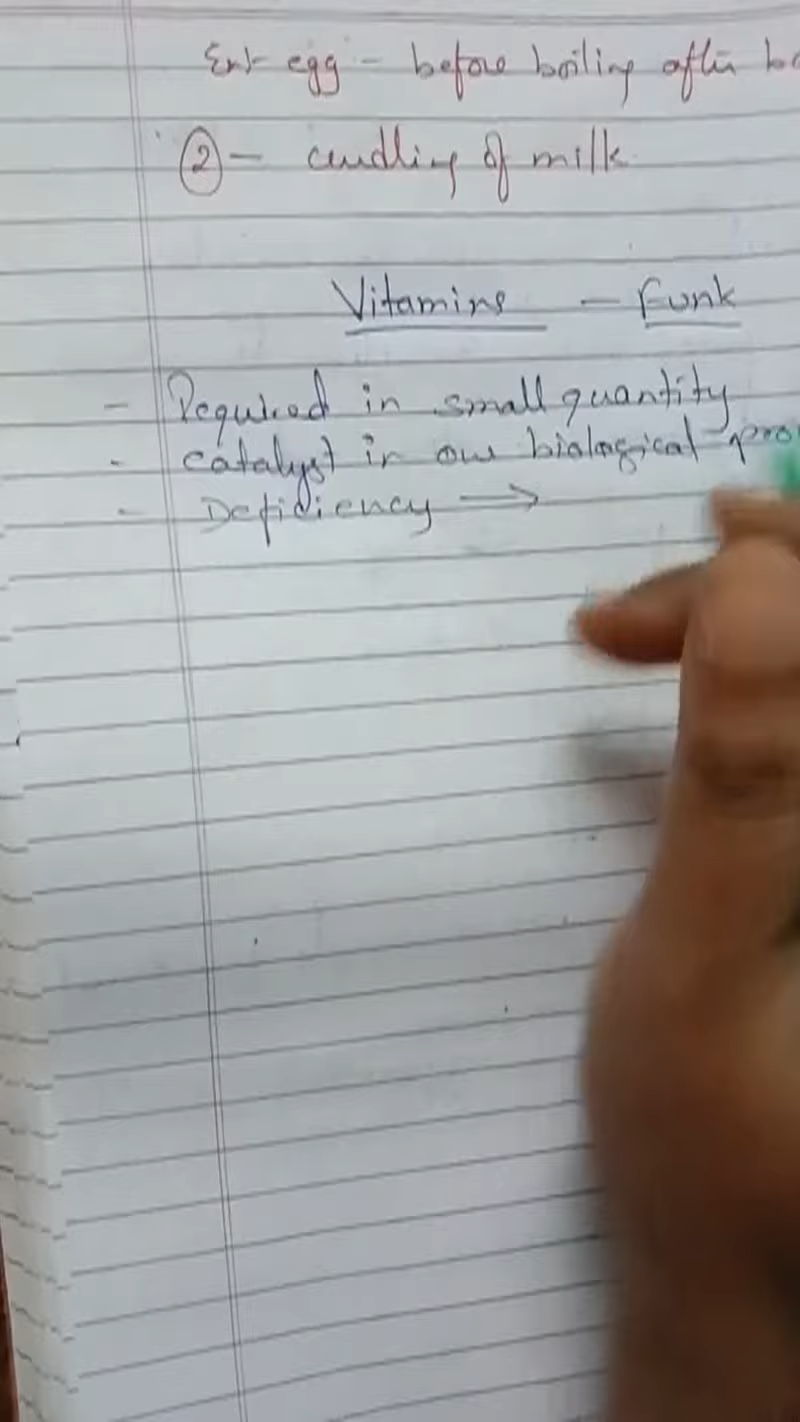 egg - before boiling after
② - curdling of milk
Vitamins - Funk
- Required in small quantity
- catalyst in our biological
- Deficiency →